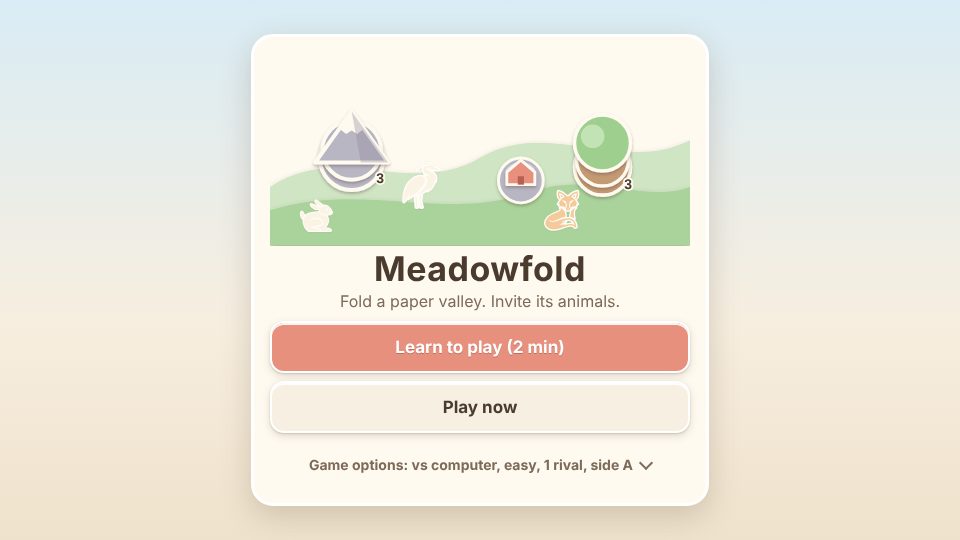 3
3
Meadowfold
Fold a paper valley. Invite its animals.
Learn to play (2 min)
Play now
Game options: vs computer, easy, 1 rival, side A